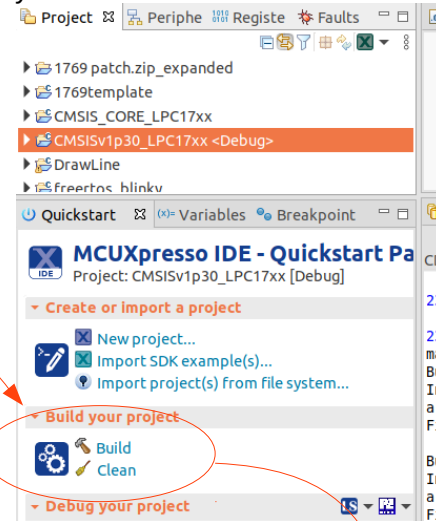 Project Periphe Registe Faults
1769 patch.zip_expanded
1769template
CMSIS_CORE_LPC17xx
CMSISv1p30_LPC17xx <Debug>
DrawLine
freertos_blinky
Quickstart (x)= Variables Breakpoint
IDE
MCUXpresso IDE - Quickstart Pa
Project: CMSISv1p30_LPC17xx [Debug]
Create or import a project
New project...
Import SDK example(s)...
Import project(s) from file system...
Build your project
Build
Clean
Debug your project
LS